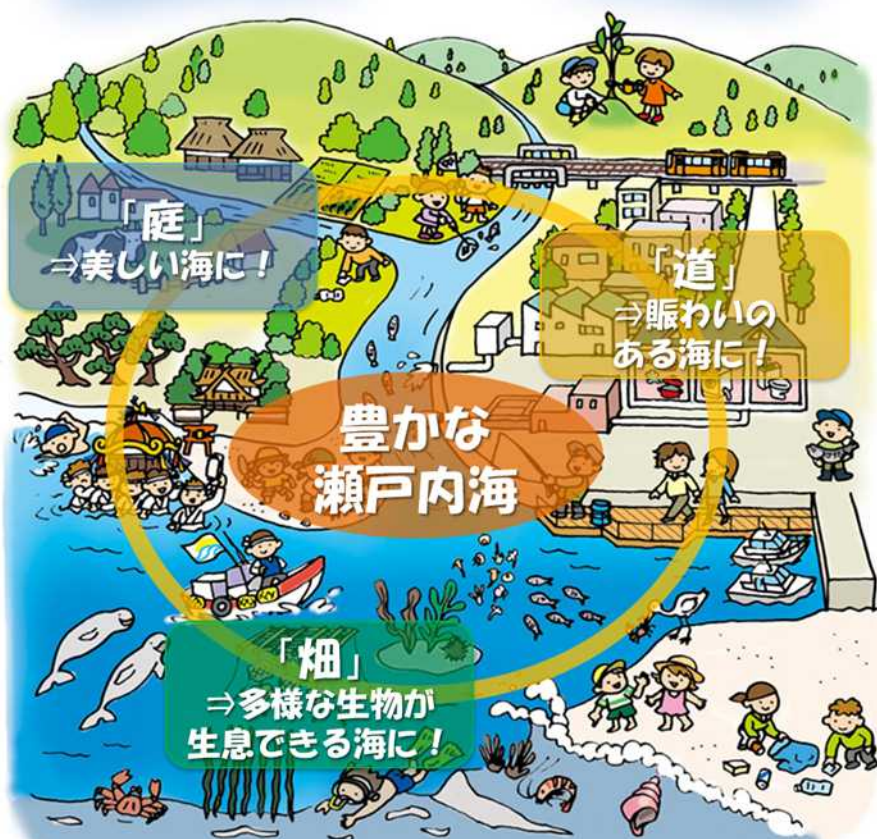 「庭」
⇒美しい海に！
「道」
⇒賑わいの
ある海に！
豊かな
瀬戸内海
「畑」
⇒多様な生物が
生息できる海に！